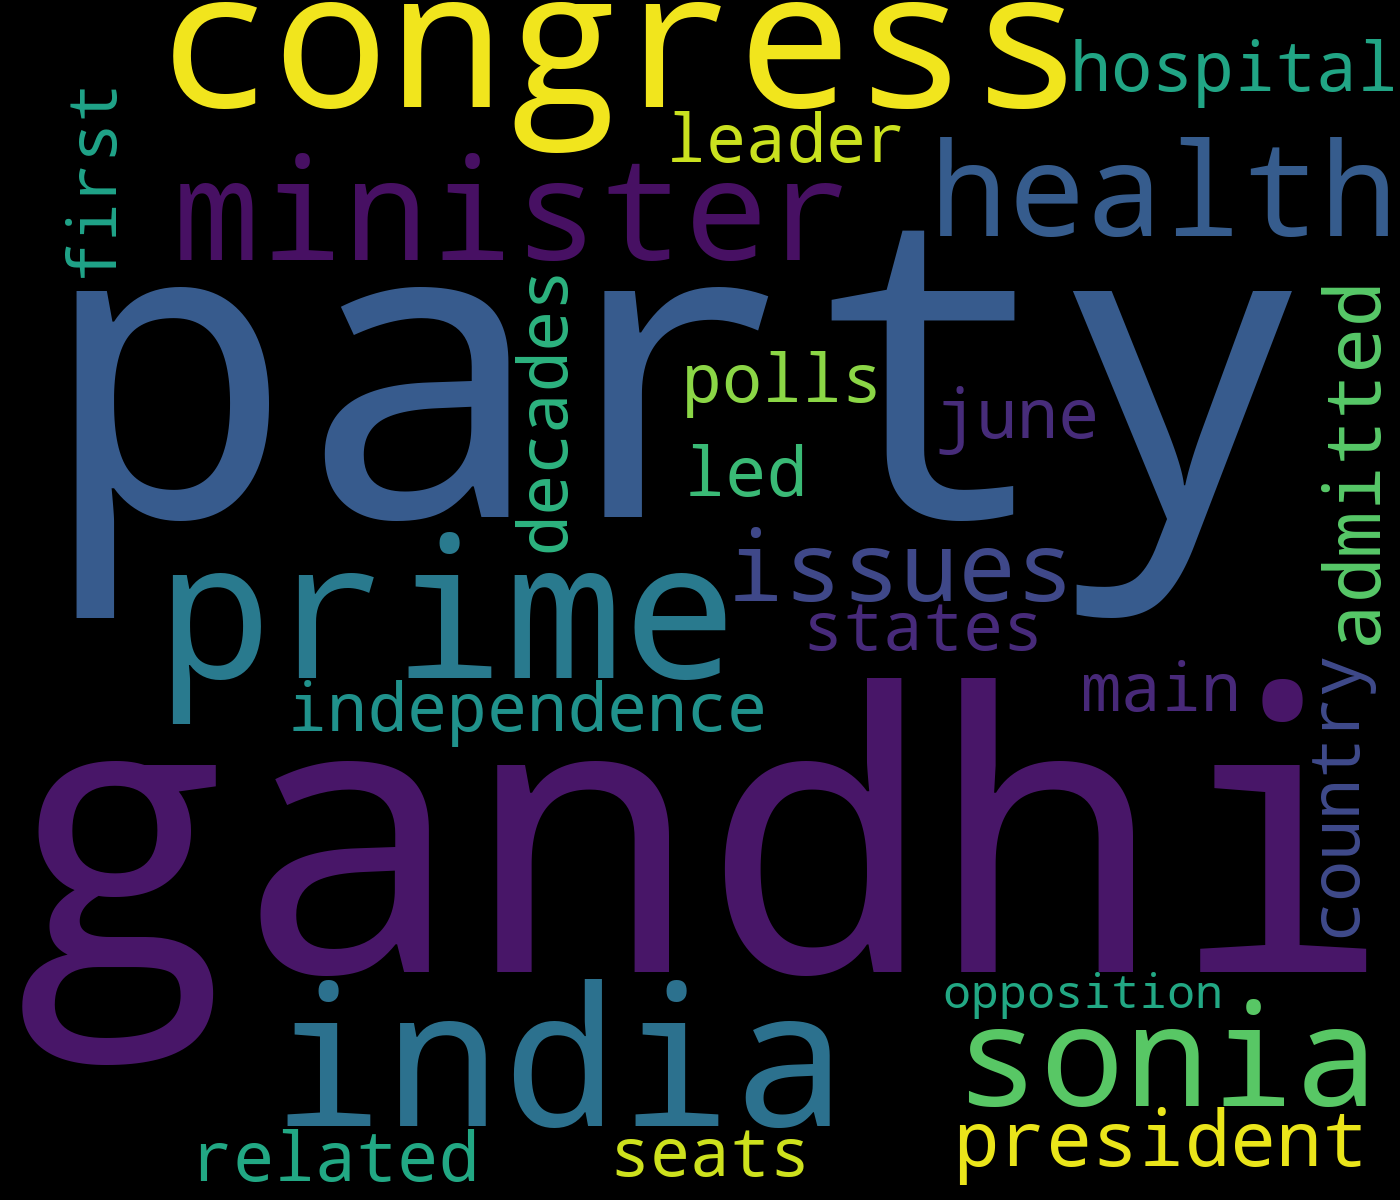 congress
hospital
first
leader
minister
health
party
decades
polls
june
admitted
led
prime
issues
states
independence
main
country
gandhi
opposition
india
sonia
president
related
seats